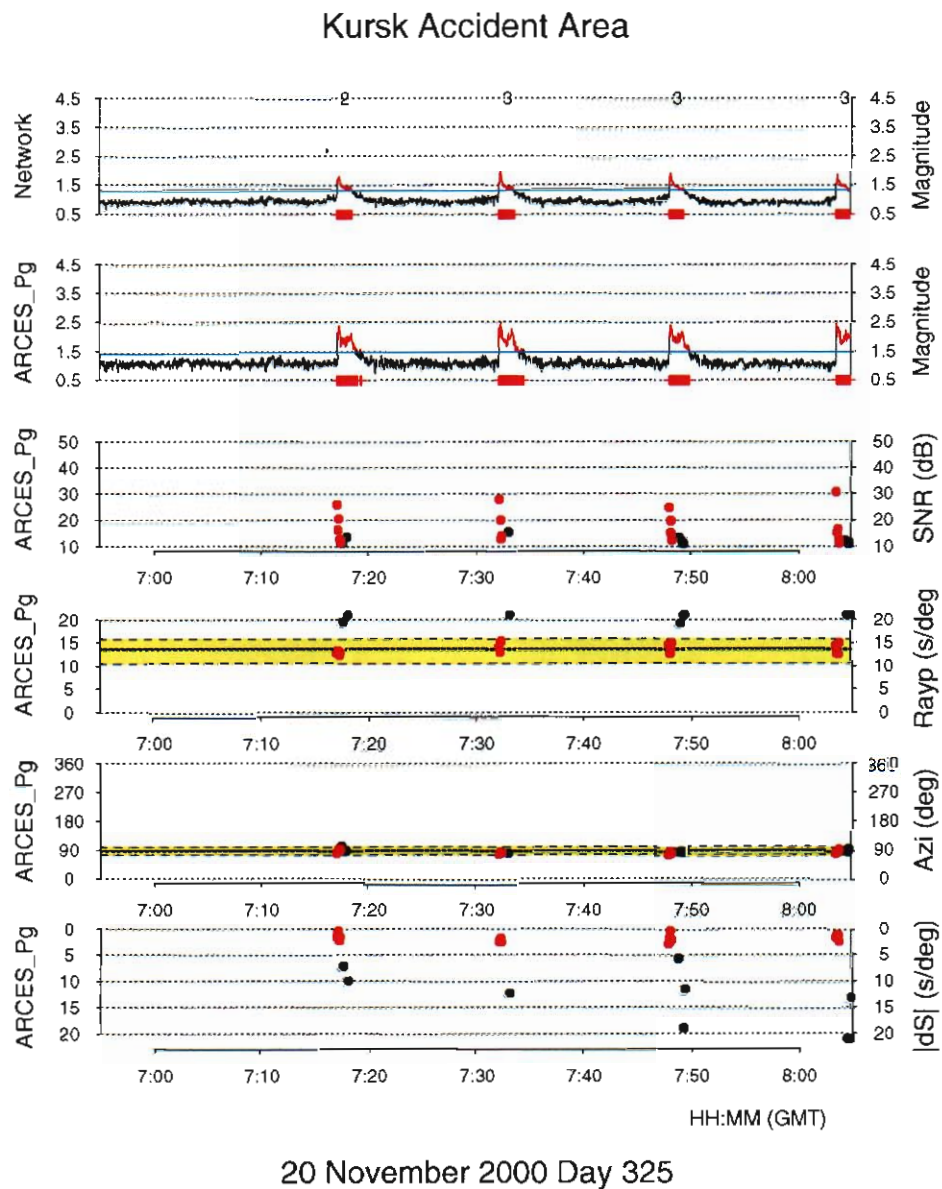 Kursk Accident Area
2 3 3 3
Network
4.5 4.5
3.5 3.5
2.5 2.5
1.5 1.5
0.5 0.5
Magnitude
ARCES_Pg
4.5 4.5
3.5 3.5
2.5 2.5
1.5 1.5
0.5 0.5
Magnitude
ARCES_Pg
50 50
40 40
30 30
20 20
10 10
SNR (dB)
7:00 7:10 7:20 7:30 7:40 7:50 8:00
ARCES_Pg
20 20
15 15
10 10
5 5
0 0
Rayp (s/deg
7:00 7:10 7:20 7:30 7:40 7:50 8:00
ARCES_Pg
360 360
270 270
180 180
90 90
0 0
Azi (deg)
7:00 7:10 7:20 7:30 7:40 7:50 8:00
ARCES_Pg
0 0
5 5
10 10
15 15
20 20
|dS| (s/deg)
7:00 7:10 7:20 7:30 7:40 7:50 8:00
HH:MM (GMT)
20 November 2000 Day 325